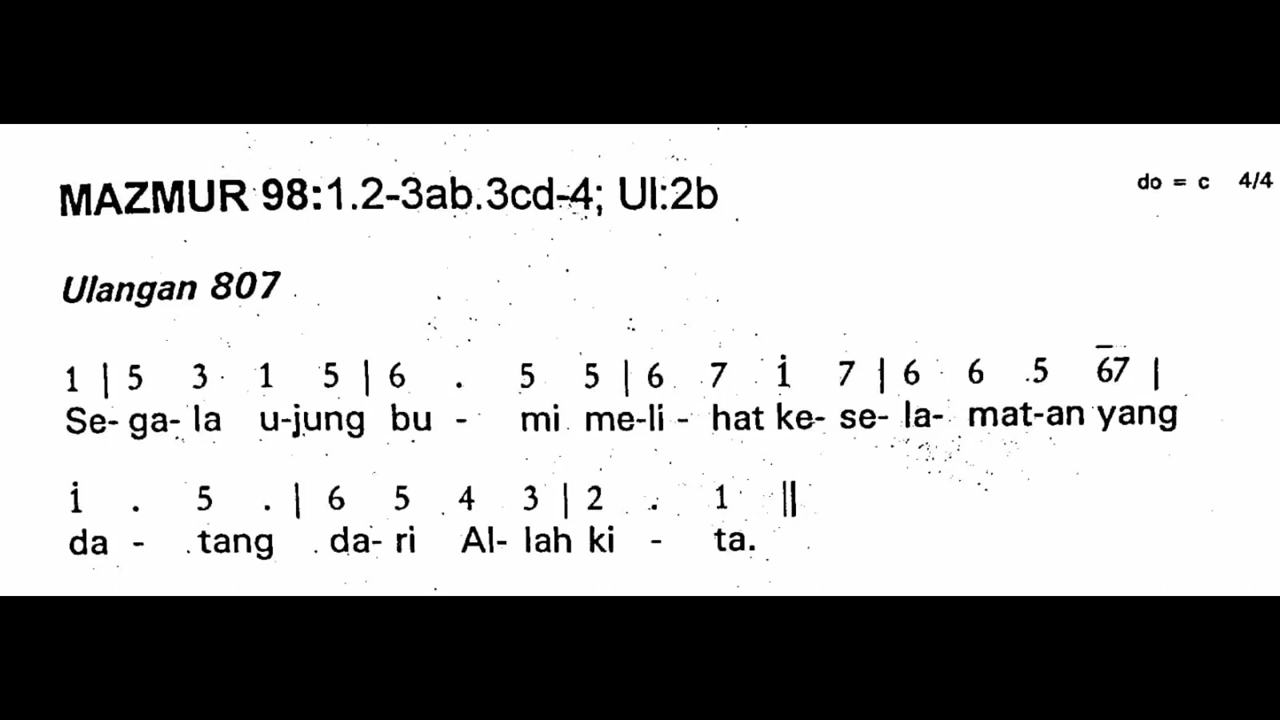 MAZMUR 98:1.2-3ab.3cd-4; Ul:2b
do = c 4/4
Ulangan 807
1 | 5 3 1 5 | 6 . 5 5 | 6 7 i̇ 7 | 6 6 5 6̅7̅ |
Se- ga- la u-jung bu - mi me-li - hat ke- se- la- mat-an yang
i̇ . 5 . | 6 5 4 3 | 2 . 1 ||
da - tang da- ri Al- lah ki - ta.